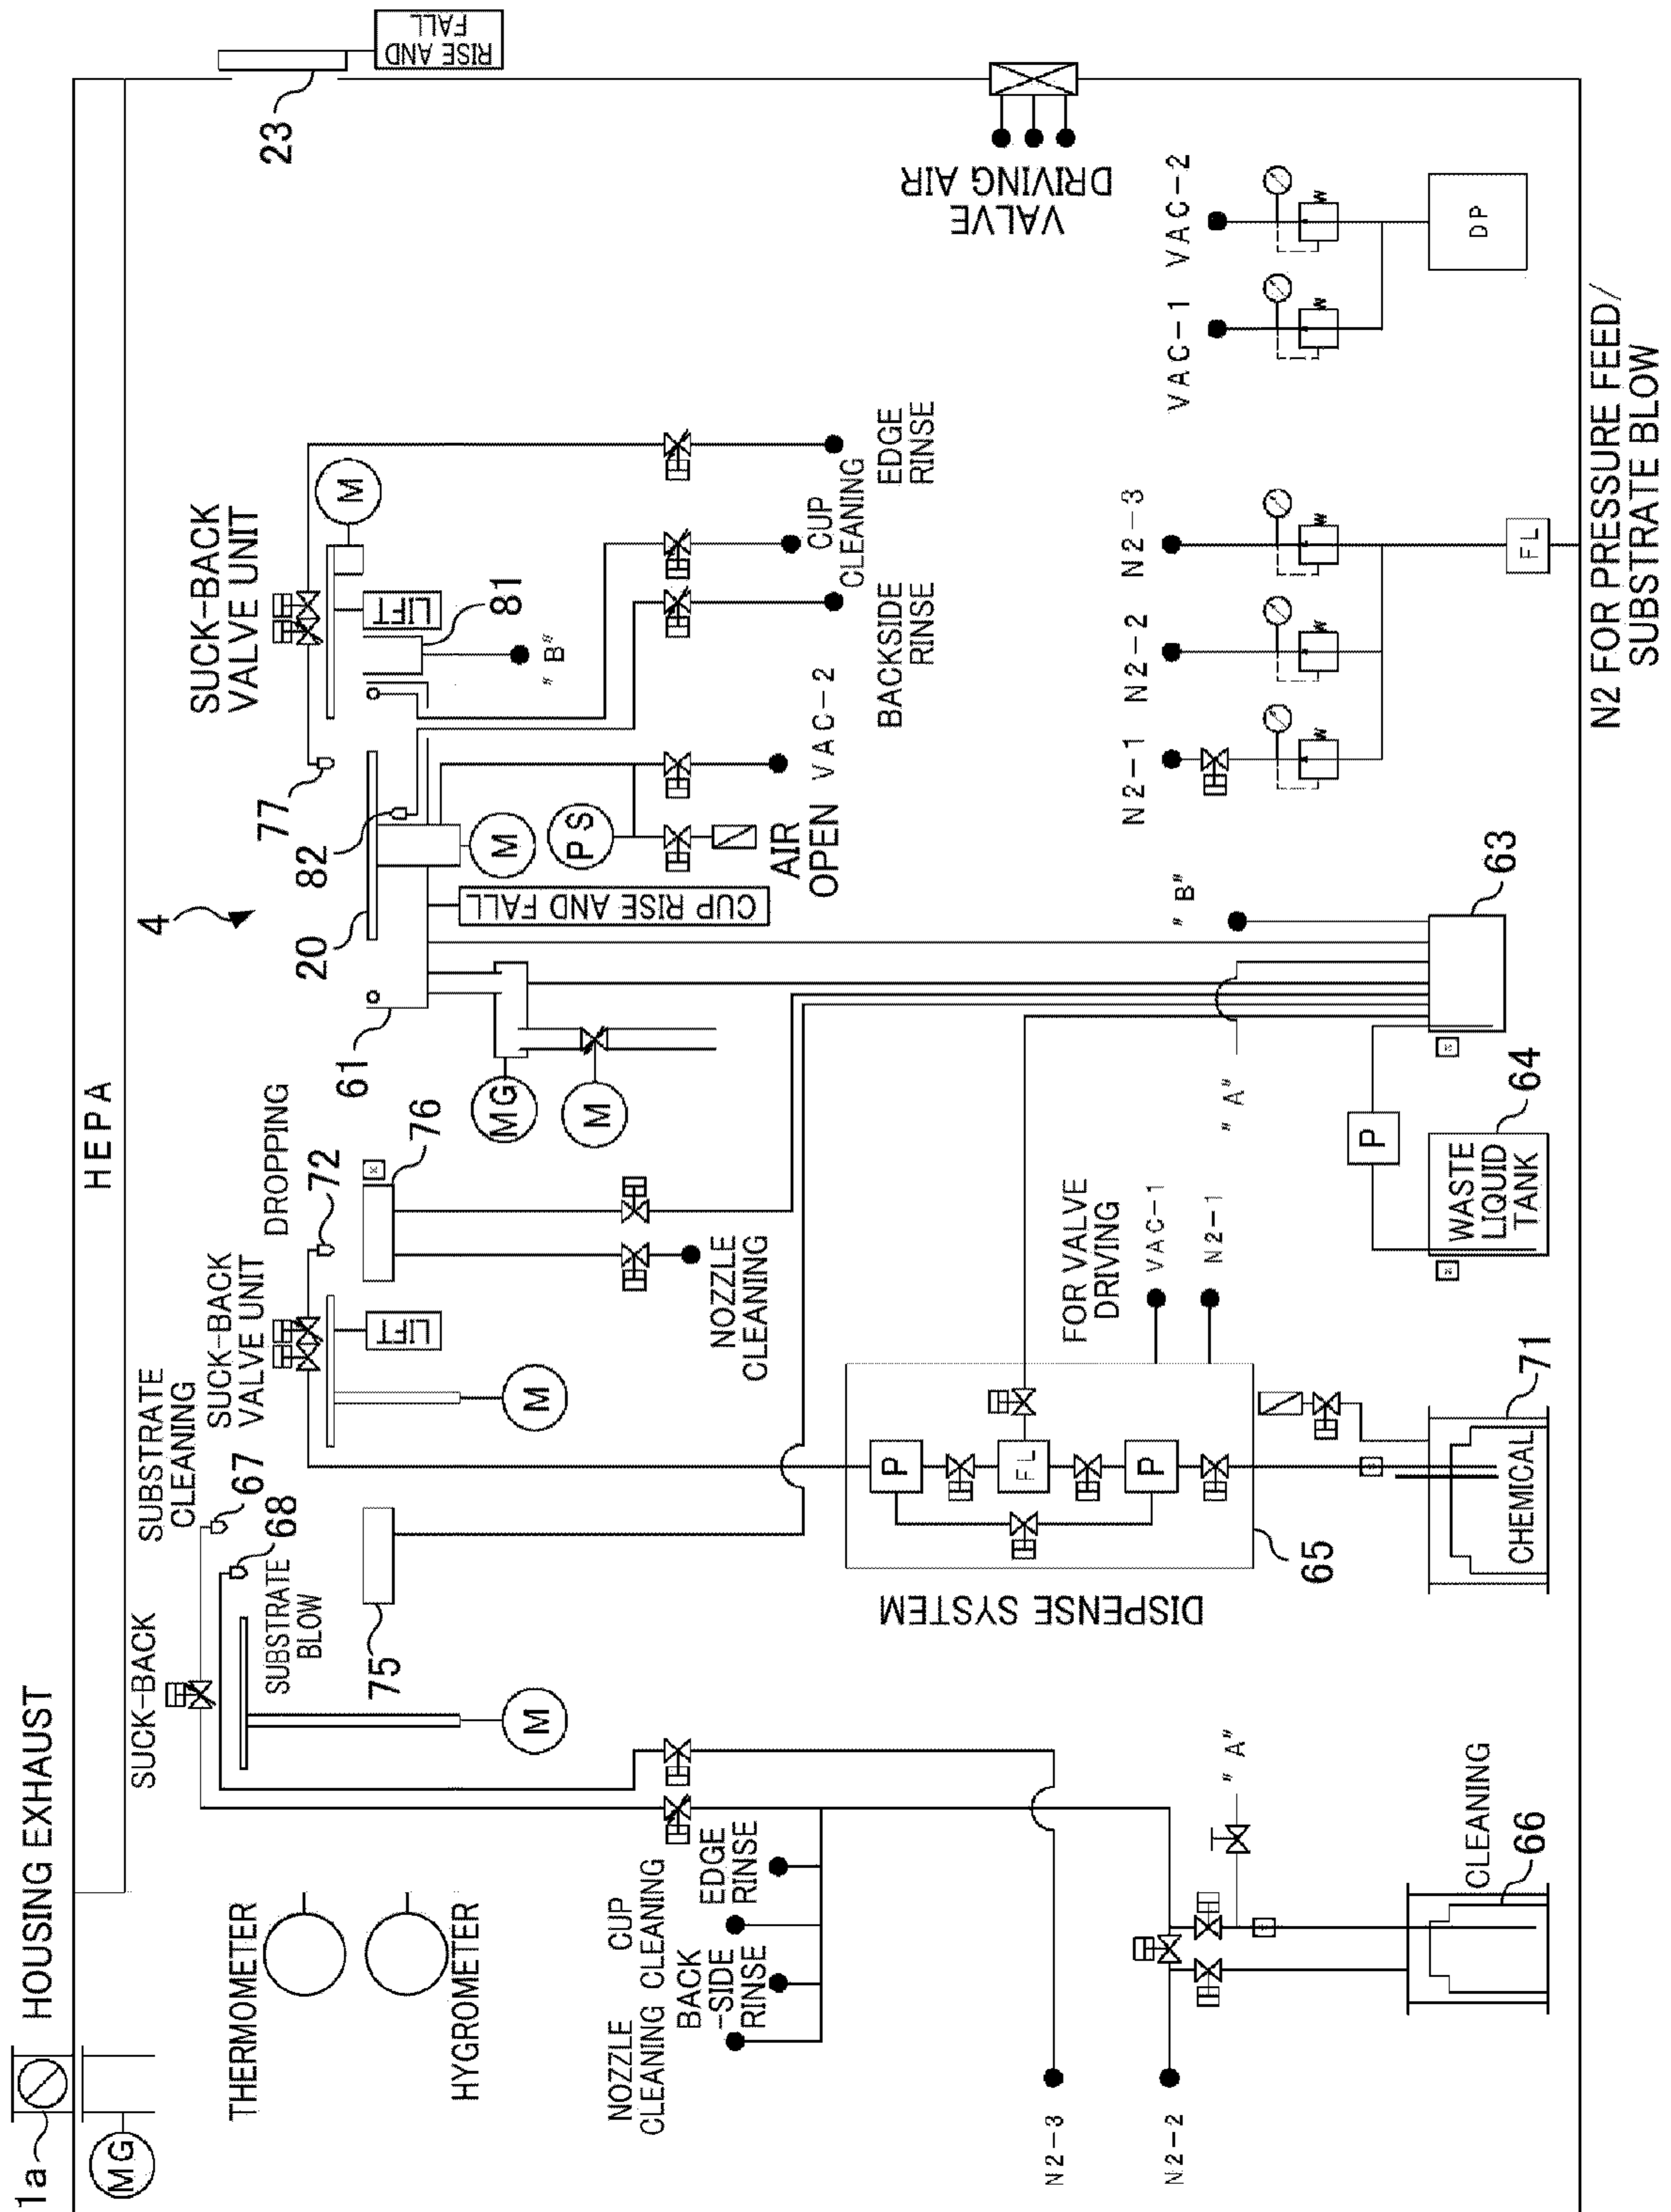 1a
HOUSING EXHAUST
MG
HEPA
THERMOMETER
HYGROMETER
SUCK-BACK
SUBSTRATE
CLEANING
67
68
SUBSTRATE
BLOW
M
75
SUCK-BACK
VALVE UNIT
DROPPING
72
LIFT
M
76
NOZZLE
CLEANING
4
61
20
82
77
MG
M
CUP RISE AND FALL
M
PS
AIR
OPEN
VAC-2
SUCK-BACK
VALVE UNIT
M
LIFT
81
"B"
BACKSIDE
RINSE
CUP
CLEANING
EDGE
RINSE
23
RISE AND
FALL
VALVE
DRIVING AIR
NOZZLE
CLEANING
CUP
CLEANING
BACK
-SIDE
RINSE
EDGE
RINSE
N2-3
N2-2
"A"
CLEANING
66
DISPENSE SYSTEM
P
FL
P
65
FOR VALVE
DRIVING
VAC-1
N2-1
CHEMICAL
71
"A"
"B"
63
P
WASTE
LIQUID
TANK
64
N2-1
N2-2
N2-3
W
W
W
FL
VAC-1
VAC-2
W
W
DP
N2 FOR PRESSURE FEED/
SUBSTRATE BLOW